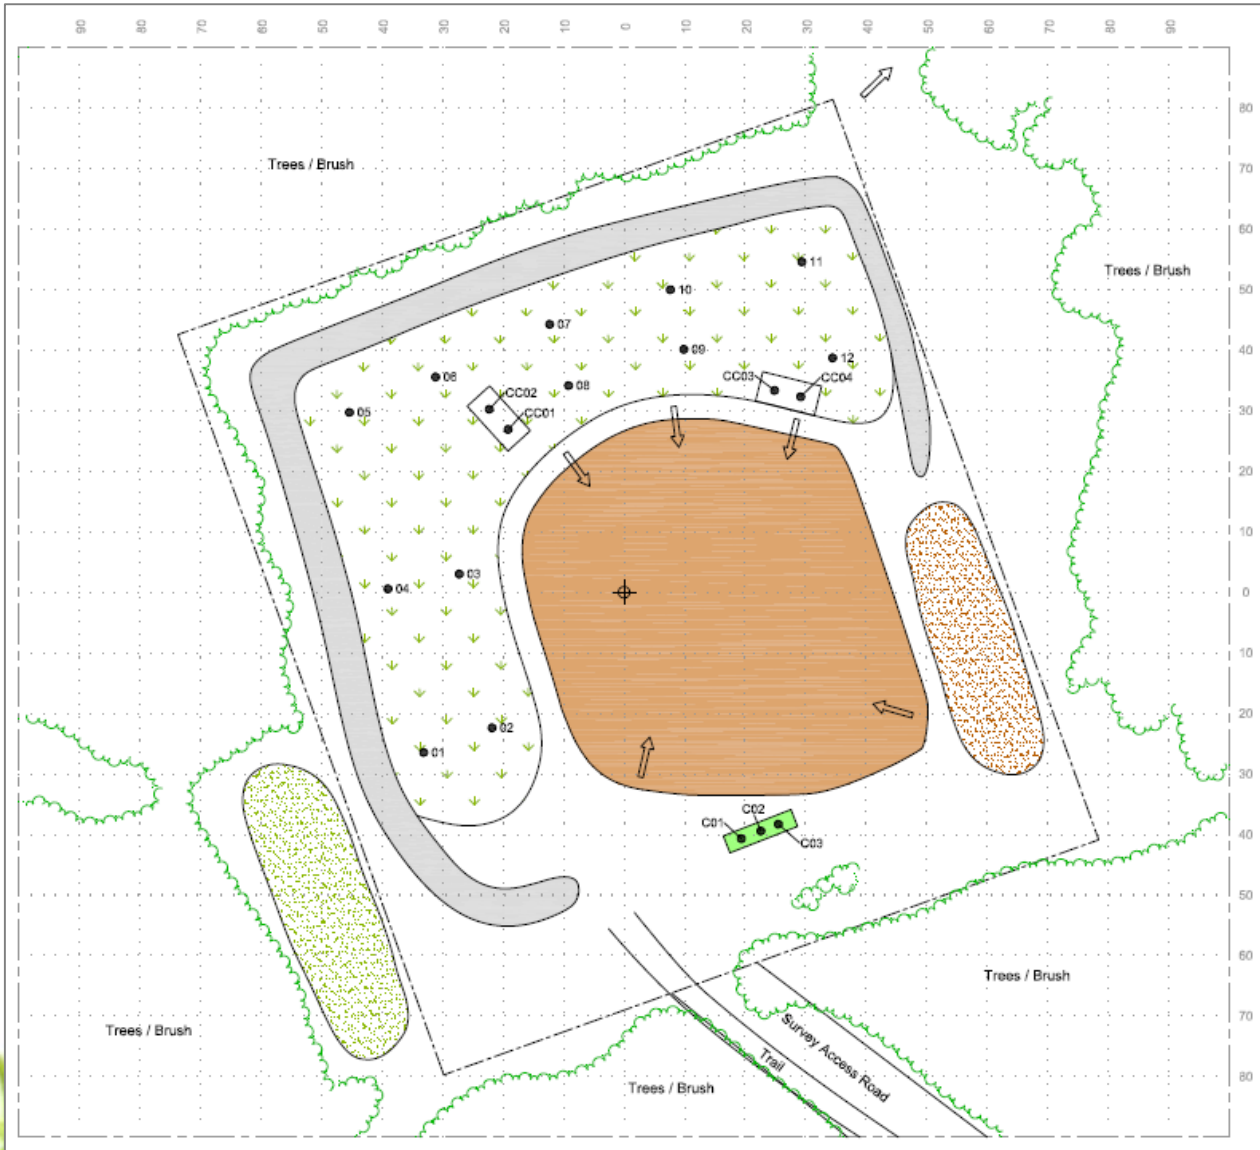 90 80 70 60 50 40 30 20 10 0 10 20 30 40 50 60 70 80 90
80
70
Trees / Brush
60
Trees / Brush
11
50
10
07
40
09
12
06
CC03
CC04
08
CC02
05
30
CC01
20
10
03
04
0
10
20
02
01
30
C02
C01
40
C03
50
60
Trees / Brush
70
Survey Access Road
Trees / Brush
Trail
80
Trees / Brush